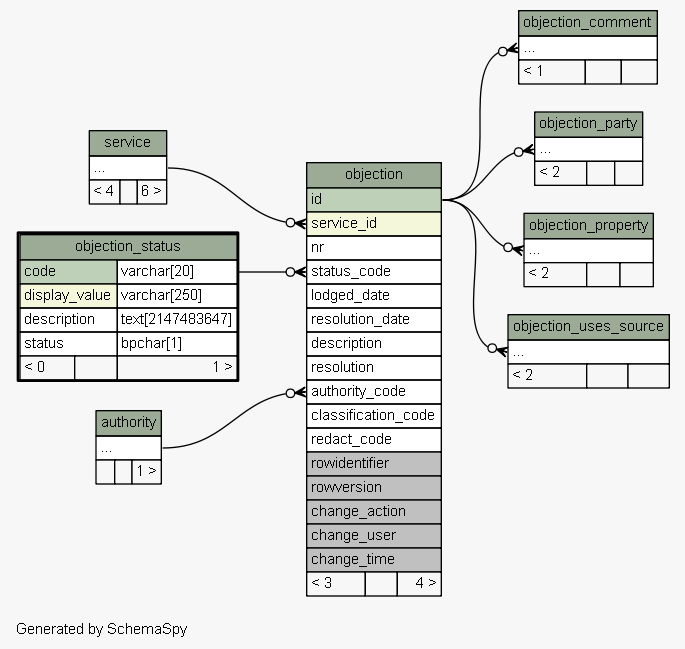 objection_comment
...
< 1
objection_party
...
< 2
objection_property
...
< 2
objection_uses_source
...
< 2
service
...
< 4 6 >
objection_status
code varchar[20]
display_value varchar[250]
description text[2147483647]
status bpchar[1]
< 0 1 >
authority
...
1 >
objection
id
service_id
nr
status_code
lodged_date
resolution_date
description
resolution
authority_code
classification_code
redact_code
rowidentifier
rowversion
change_action
change_user
change_time
< 3 4 >
Generated by SchemaSpy